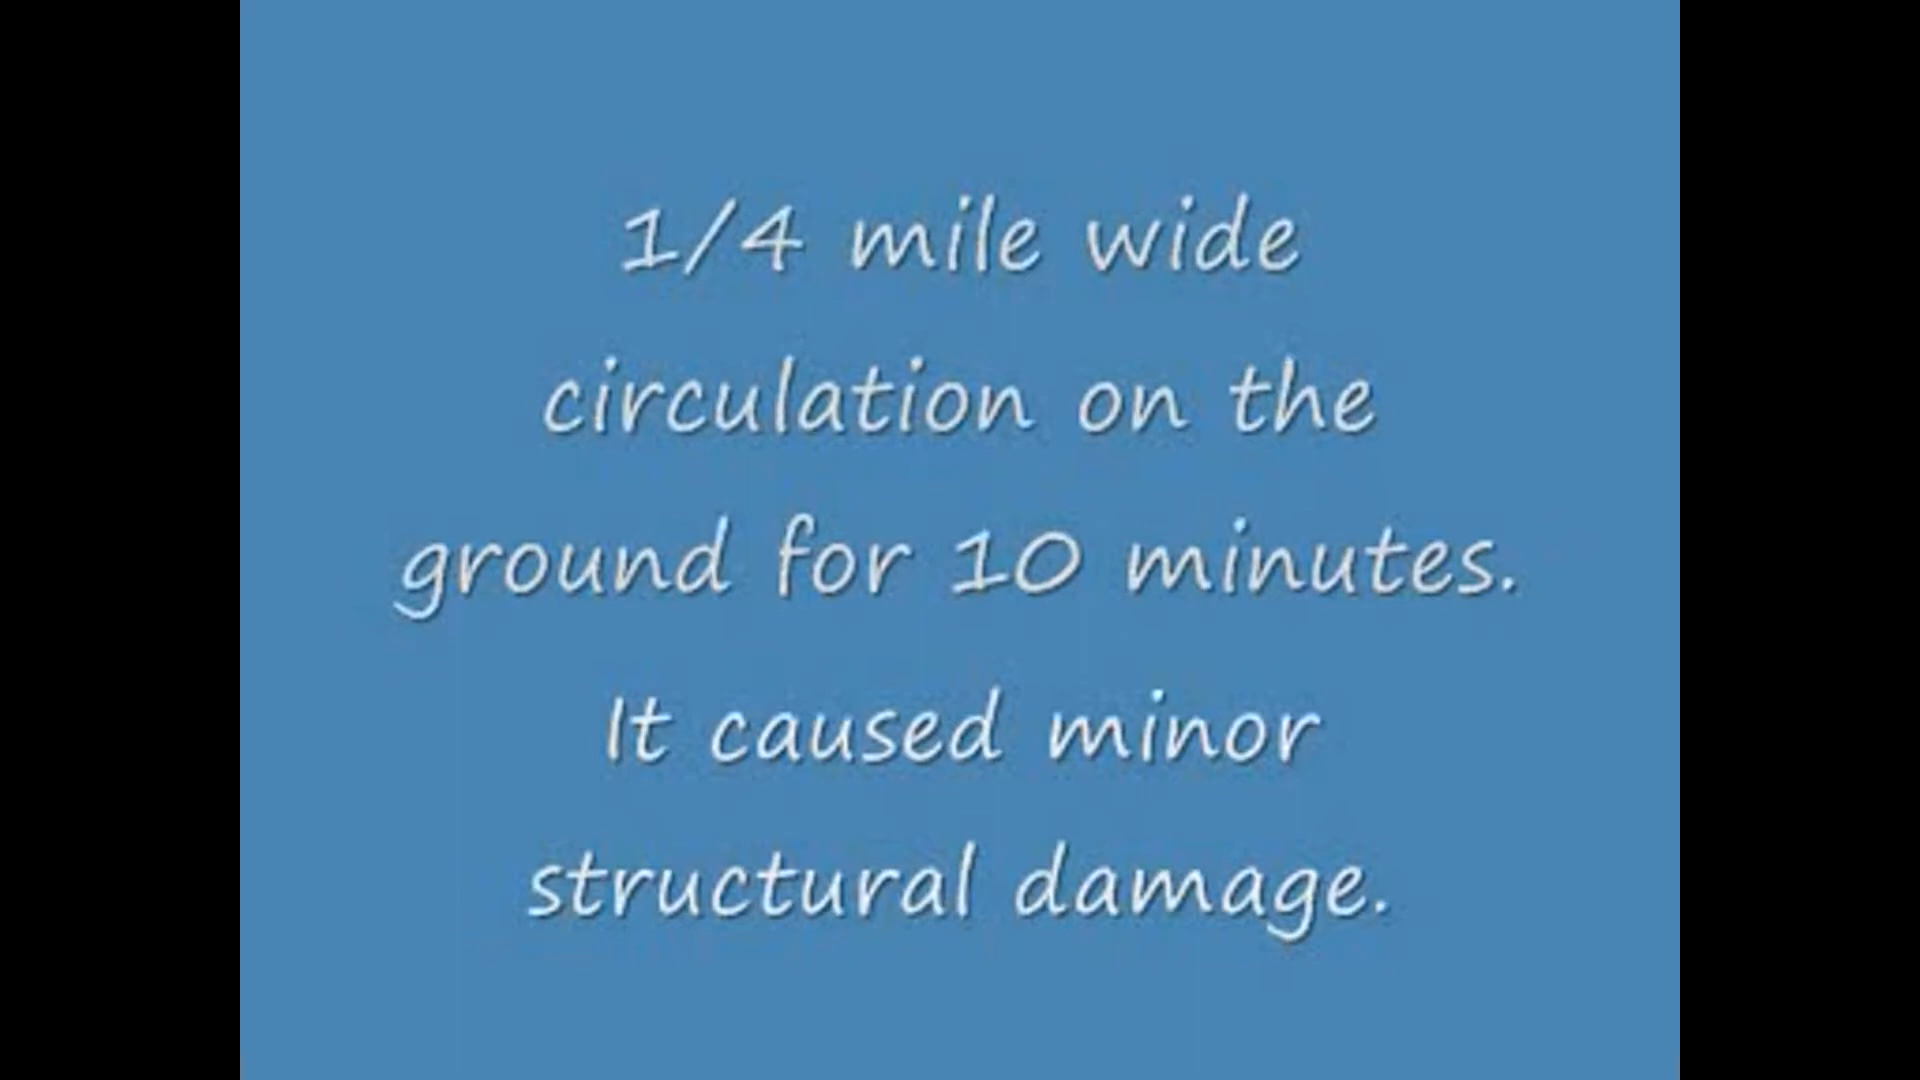 1/4 mile wide
circulation on the
ground for 10 minutes.
It caused minor
structural damage.